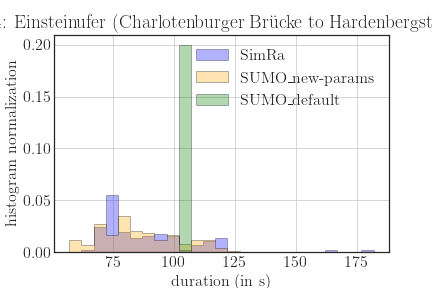 : Einsteinufer (Charlotenburger Brücke to Hardenbergst
SimRa
SUMO_new-params
SUMO_default
histogram normalization
0.20
0.15
0.10
0.05
0.00
75
100
125
150
175
duration (in s)